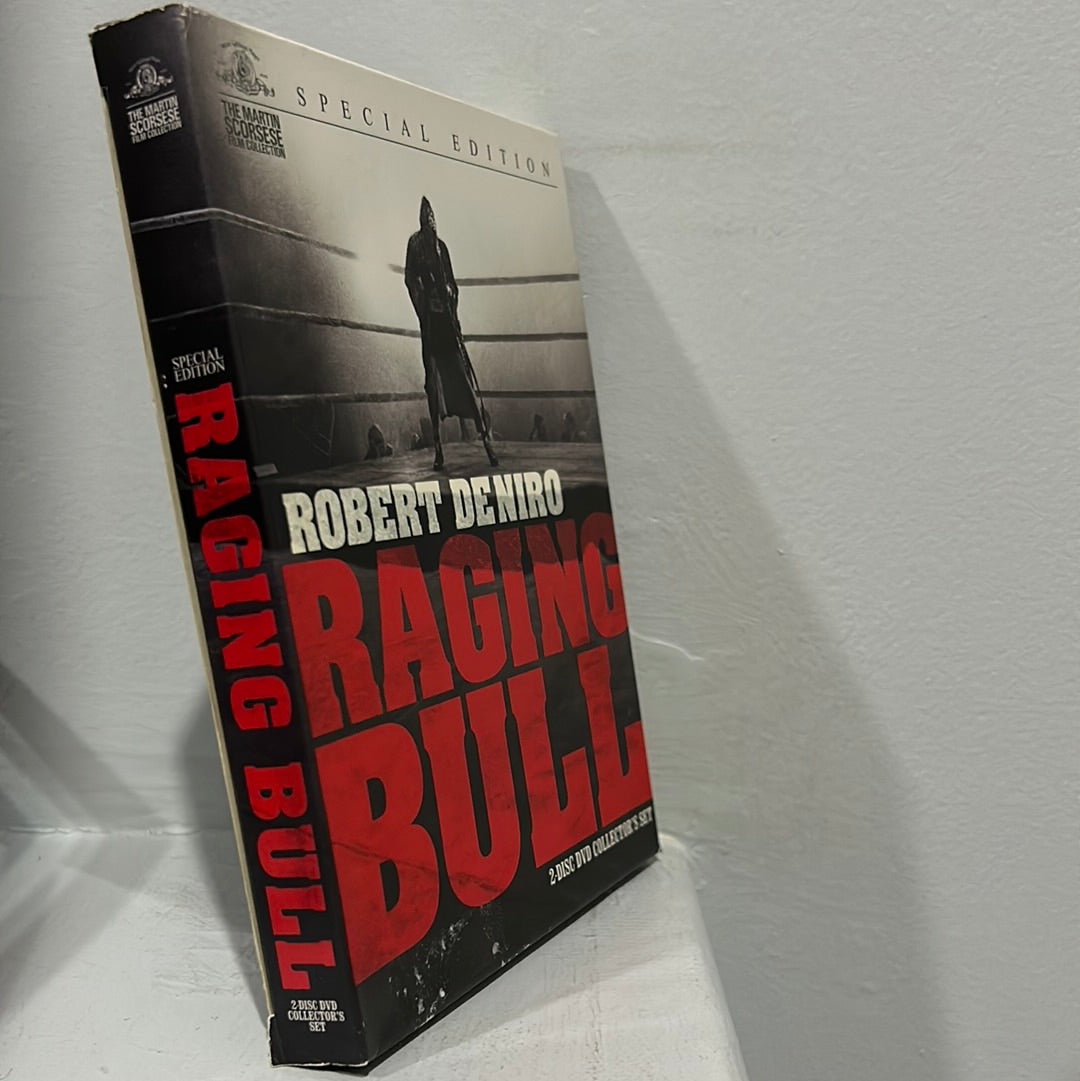 THE MARTIN
SCORSESE
FILM COLLECTION
SPECIAL
EDITION
RAGING BULL
2-DISC DVD
COLLECTOR'S
SET
THE MARTIN
SCORSESE
FILM COLLECTION
SPECIAL EDITION
ROBERT DE NIRO
RAGING
BULL
2-DISC DVD COLLECTOR'S SET